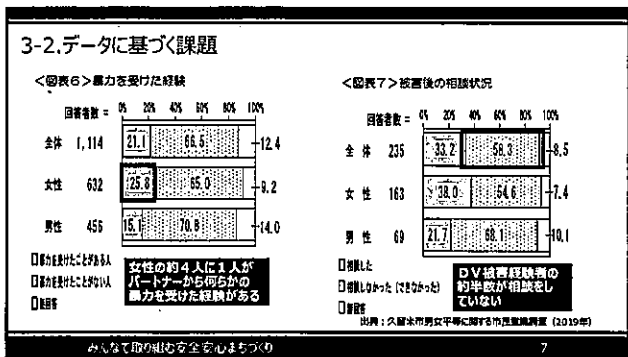 3-2.データに基づく課題
<図表6>暴力を受けた経験
回答者数 = 0% 20% 40% 60% 80% 100%
全体 1,114 21.1 66.5 12.4
女性 632 25.8 65.0 9.2
男性 456 15.1 70.8 14.0
暴力を受けたことがある人
暴力を受けたことがない人
無回答
女性の約4人に1人が
パートナーから何らかの
暴力を受けた経験がある
<図表7>被害後の相談状況
回答者数 = 0% 20% 40% 60% 80% 100%
全体 235 33.2 58.3 8.5
女性 163 38.0 54.6 7.4
男性 69 21.7 68.1 10.1
相談した
相談しなかった(できなかった)
無回答
DV被害経験者の
約半数が相談をし
ていない
出典:久留米市男女平等に関する市民意識調査(2019年)
みんなで取り組む安全安心まちづくり 7